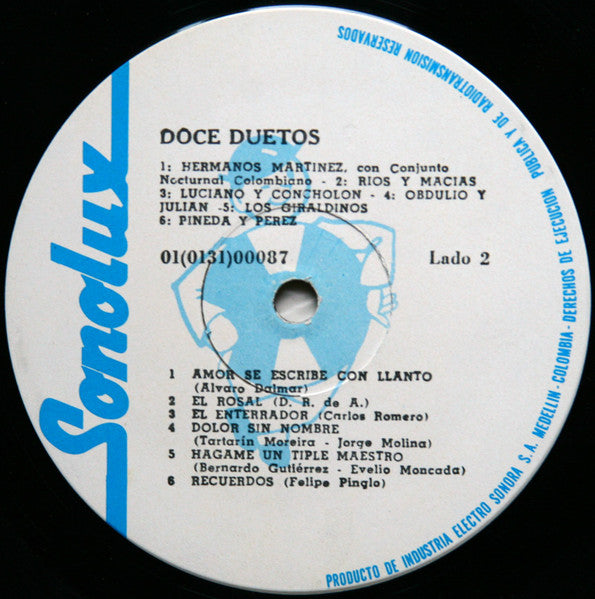 DOCE DUETOS
1: HERMANOS MARTINEZ, con Conjunto
Nocturnal Colombiano - 2: RIOS Y MACIAS
3: LUCIANO Y CONCHOLON - 4: OBDULIO Y
JULIAN -5: LOS GIRALDINOS
6: PINEDA Y PEREZ
01(0131)00087 Lado 2
1 AMOR SE ESCRIBE CON LLANTO
(Alvaro Dalmar)
2 EL ROSAL (D. R. de A.)
3 EL ENTERRADOR (Carlos Romero)
4 DOLOR SIN NOMBRE
(Tartarín Moreira - Jorge Molina)
5 HAGAME UN TIPLE MAESTRO
(Bernardo Gutiérrez - Evelio Moncada)
6 RECUERDOS (Felipe Pinglo)
Sonolux
PRODUCTO DE INDUSTRIA ELECTRO SONORA S. A. MEDELLIN - COLOMBIA - DERECHOS DE EJECUCION PUBLICA Y DE RADIOTRANSMISION RESERVADOS